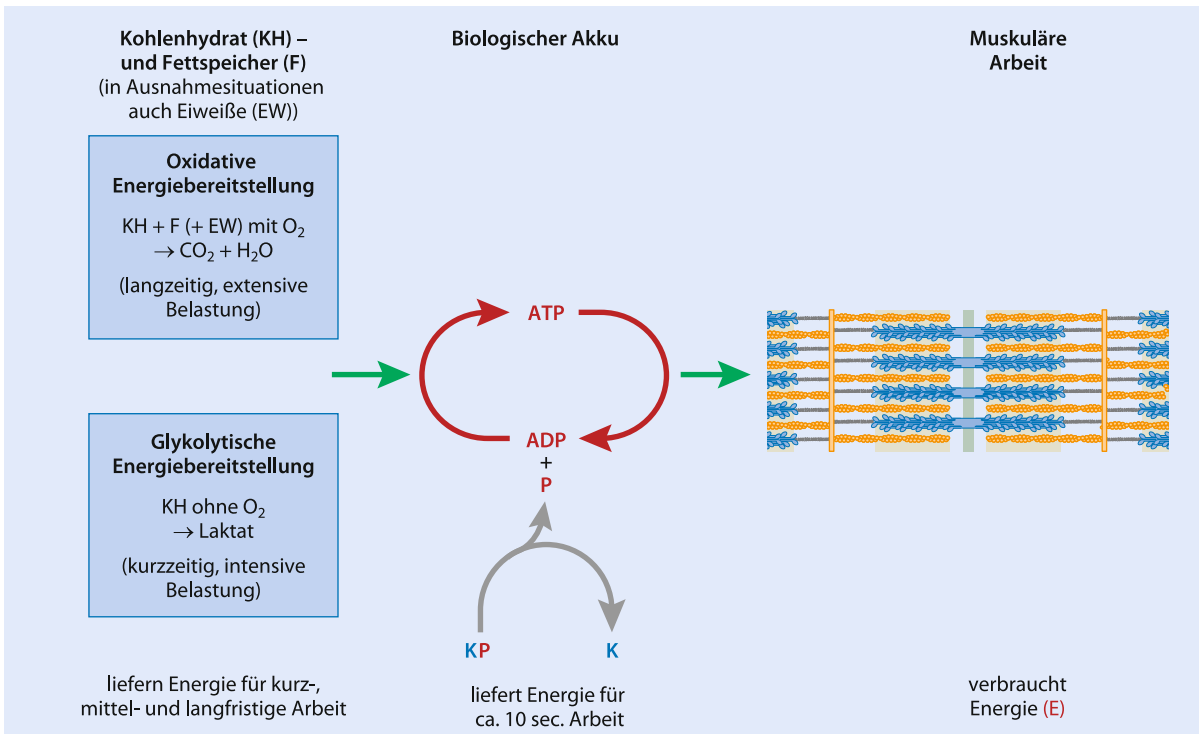 Kohlenhydrat (KH) –
und Fettspeicher (F)
(in Ausnahmesituationen
auch Eiweiße (EW))
Oxidative
Energiebereitstellung
KH + F (+ EW) mit O₂
→ CO₂ + H₂O
(langzeitig, extensive
Belastung)
Glykolytische
Energiebereitstellung
KH ohne O₂
→ Laktat
(kurzzeitig, intensive
Belastung)
liefern Energie für kurz-,
mittel- und langfristige Arbeit
Biologischer Akku
ATP
ADP
+
P
KP
K
liefert Energie für
ca. 10 sec. Arbeit
Muskuläre
Arbeit
verbraucht
Energie (E)